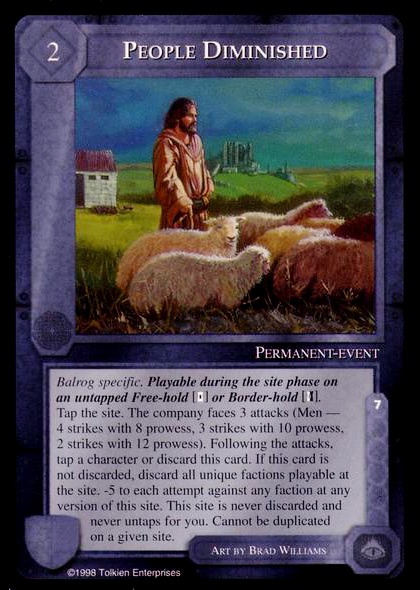 2
PEOPLE DIMINISHED
PERMANENT-EVENT
Balrog specific. Playable during the site phase on
an untapped Free-hold [] or Border-hold [].
Tap the site. The company faces 3 attacks (Men —
4 strikes with 8 prowess, 3 strikes with 10 prowess,
2 strikes with 12 prowess). Following the attacks,
tap a character or discard this card. If this card is
not discarded, discard all unique factions playable at
the site. -5 to each attempt against any faction at any
version of this site. This site is never discarded and
never untaps for you. Cannot be duplicated
on a given site.
7
ART BY BRAD WILLIAMS
©1998 Tolkien Enterprises